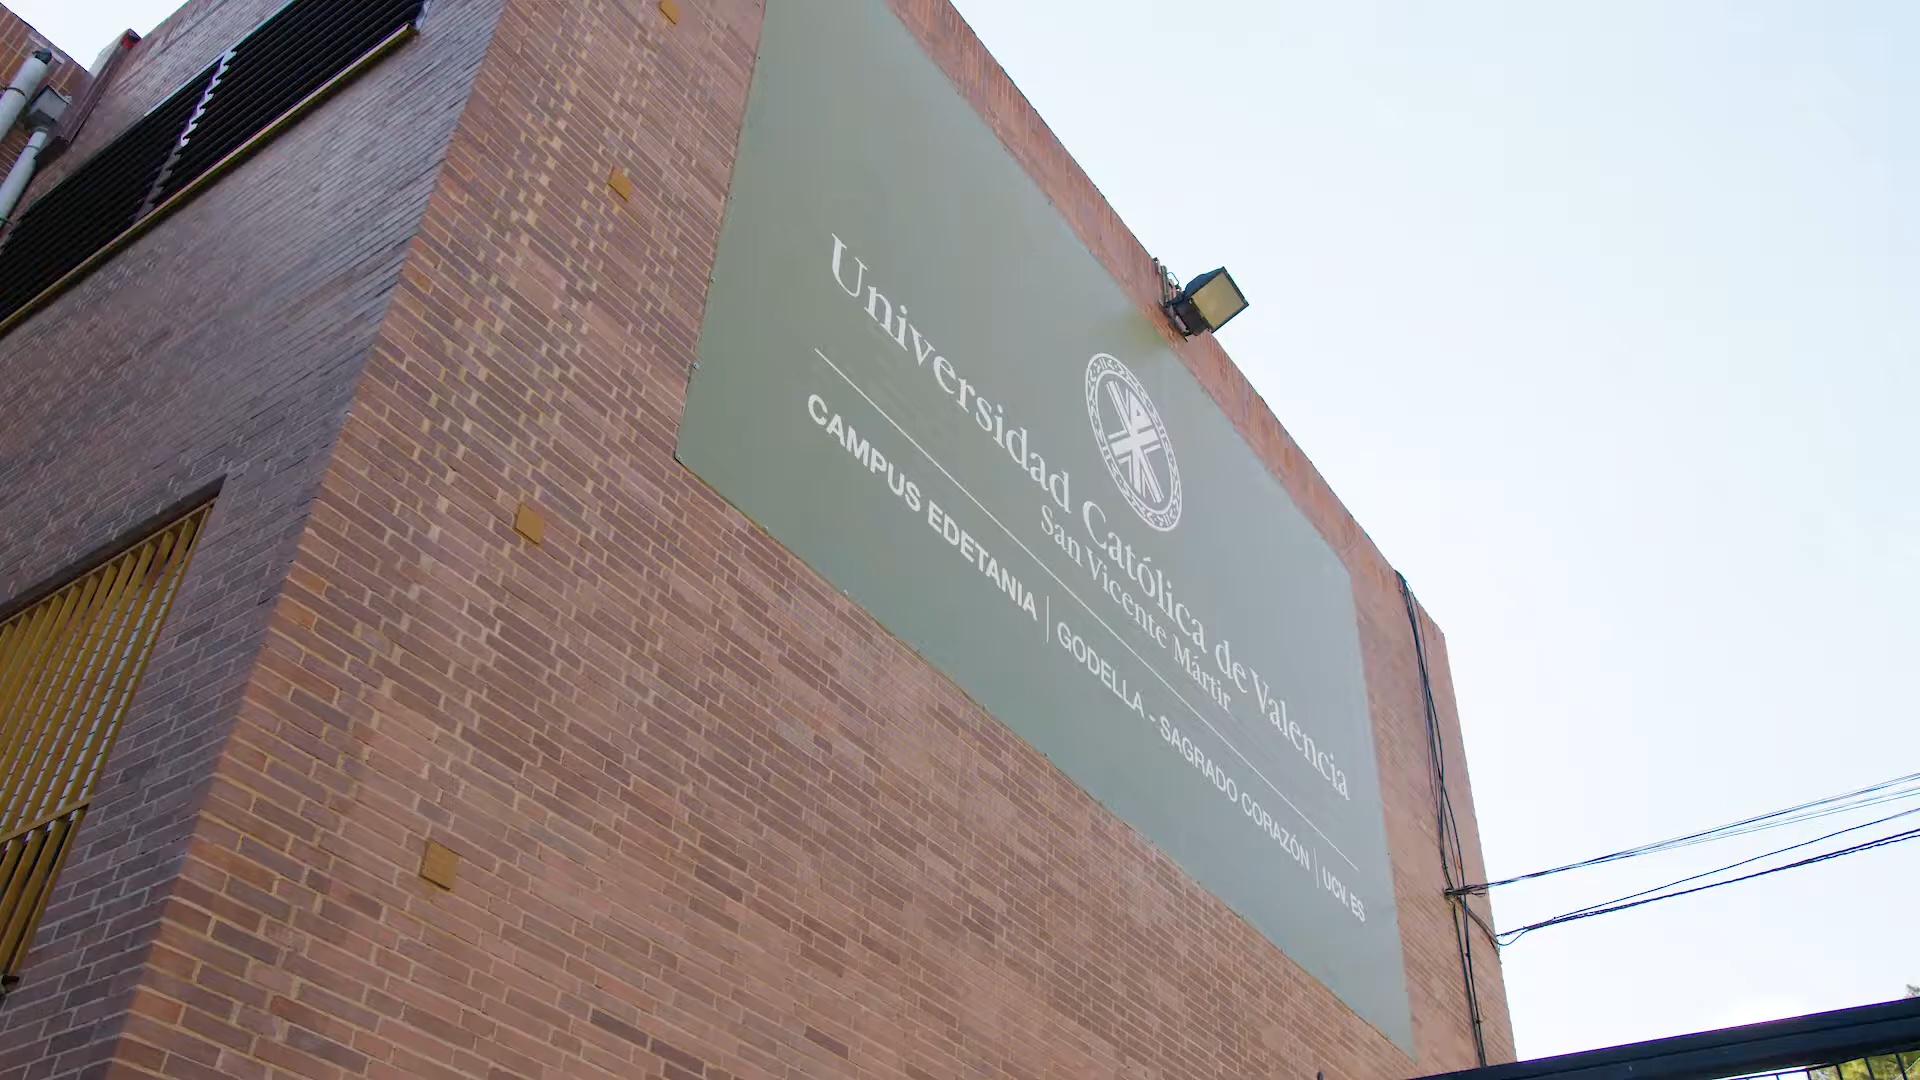 Universidad Católica de Valencia
San Vicente Mártir
CAMPUS EDETANIA | GODELLA - SAGRADO CORAZÓN | UCV.ES